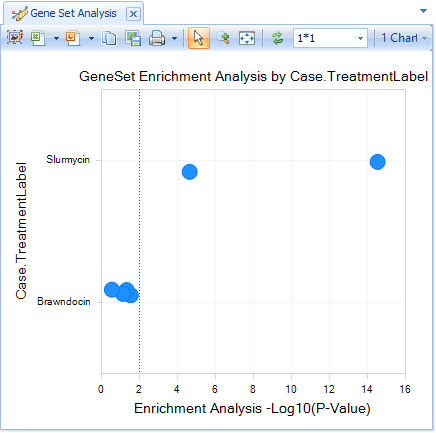 Gene Set Analysis
1*1
1 Chart
GeneSet Enrichment Analysis by Case.TreatmentLabel
Case.TreatmentLabel
Slurmycin
Brawndocin
0 2 4 6 8 10 12 14 16
Enrichment Analysis -Log10(P-Value)